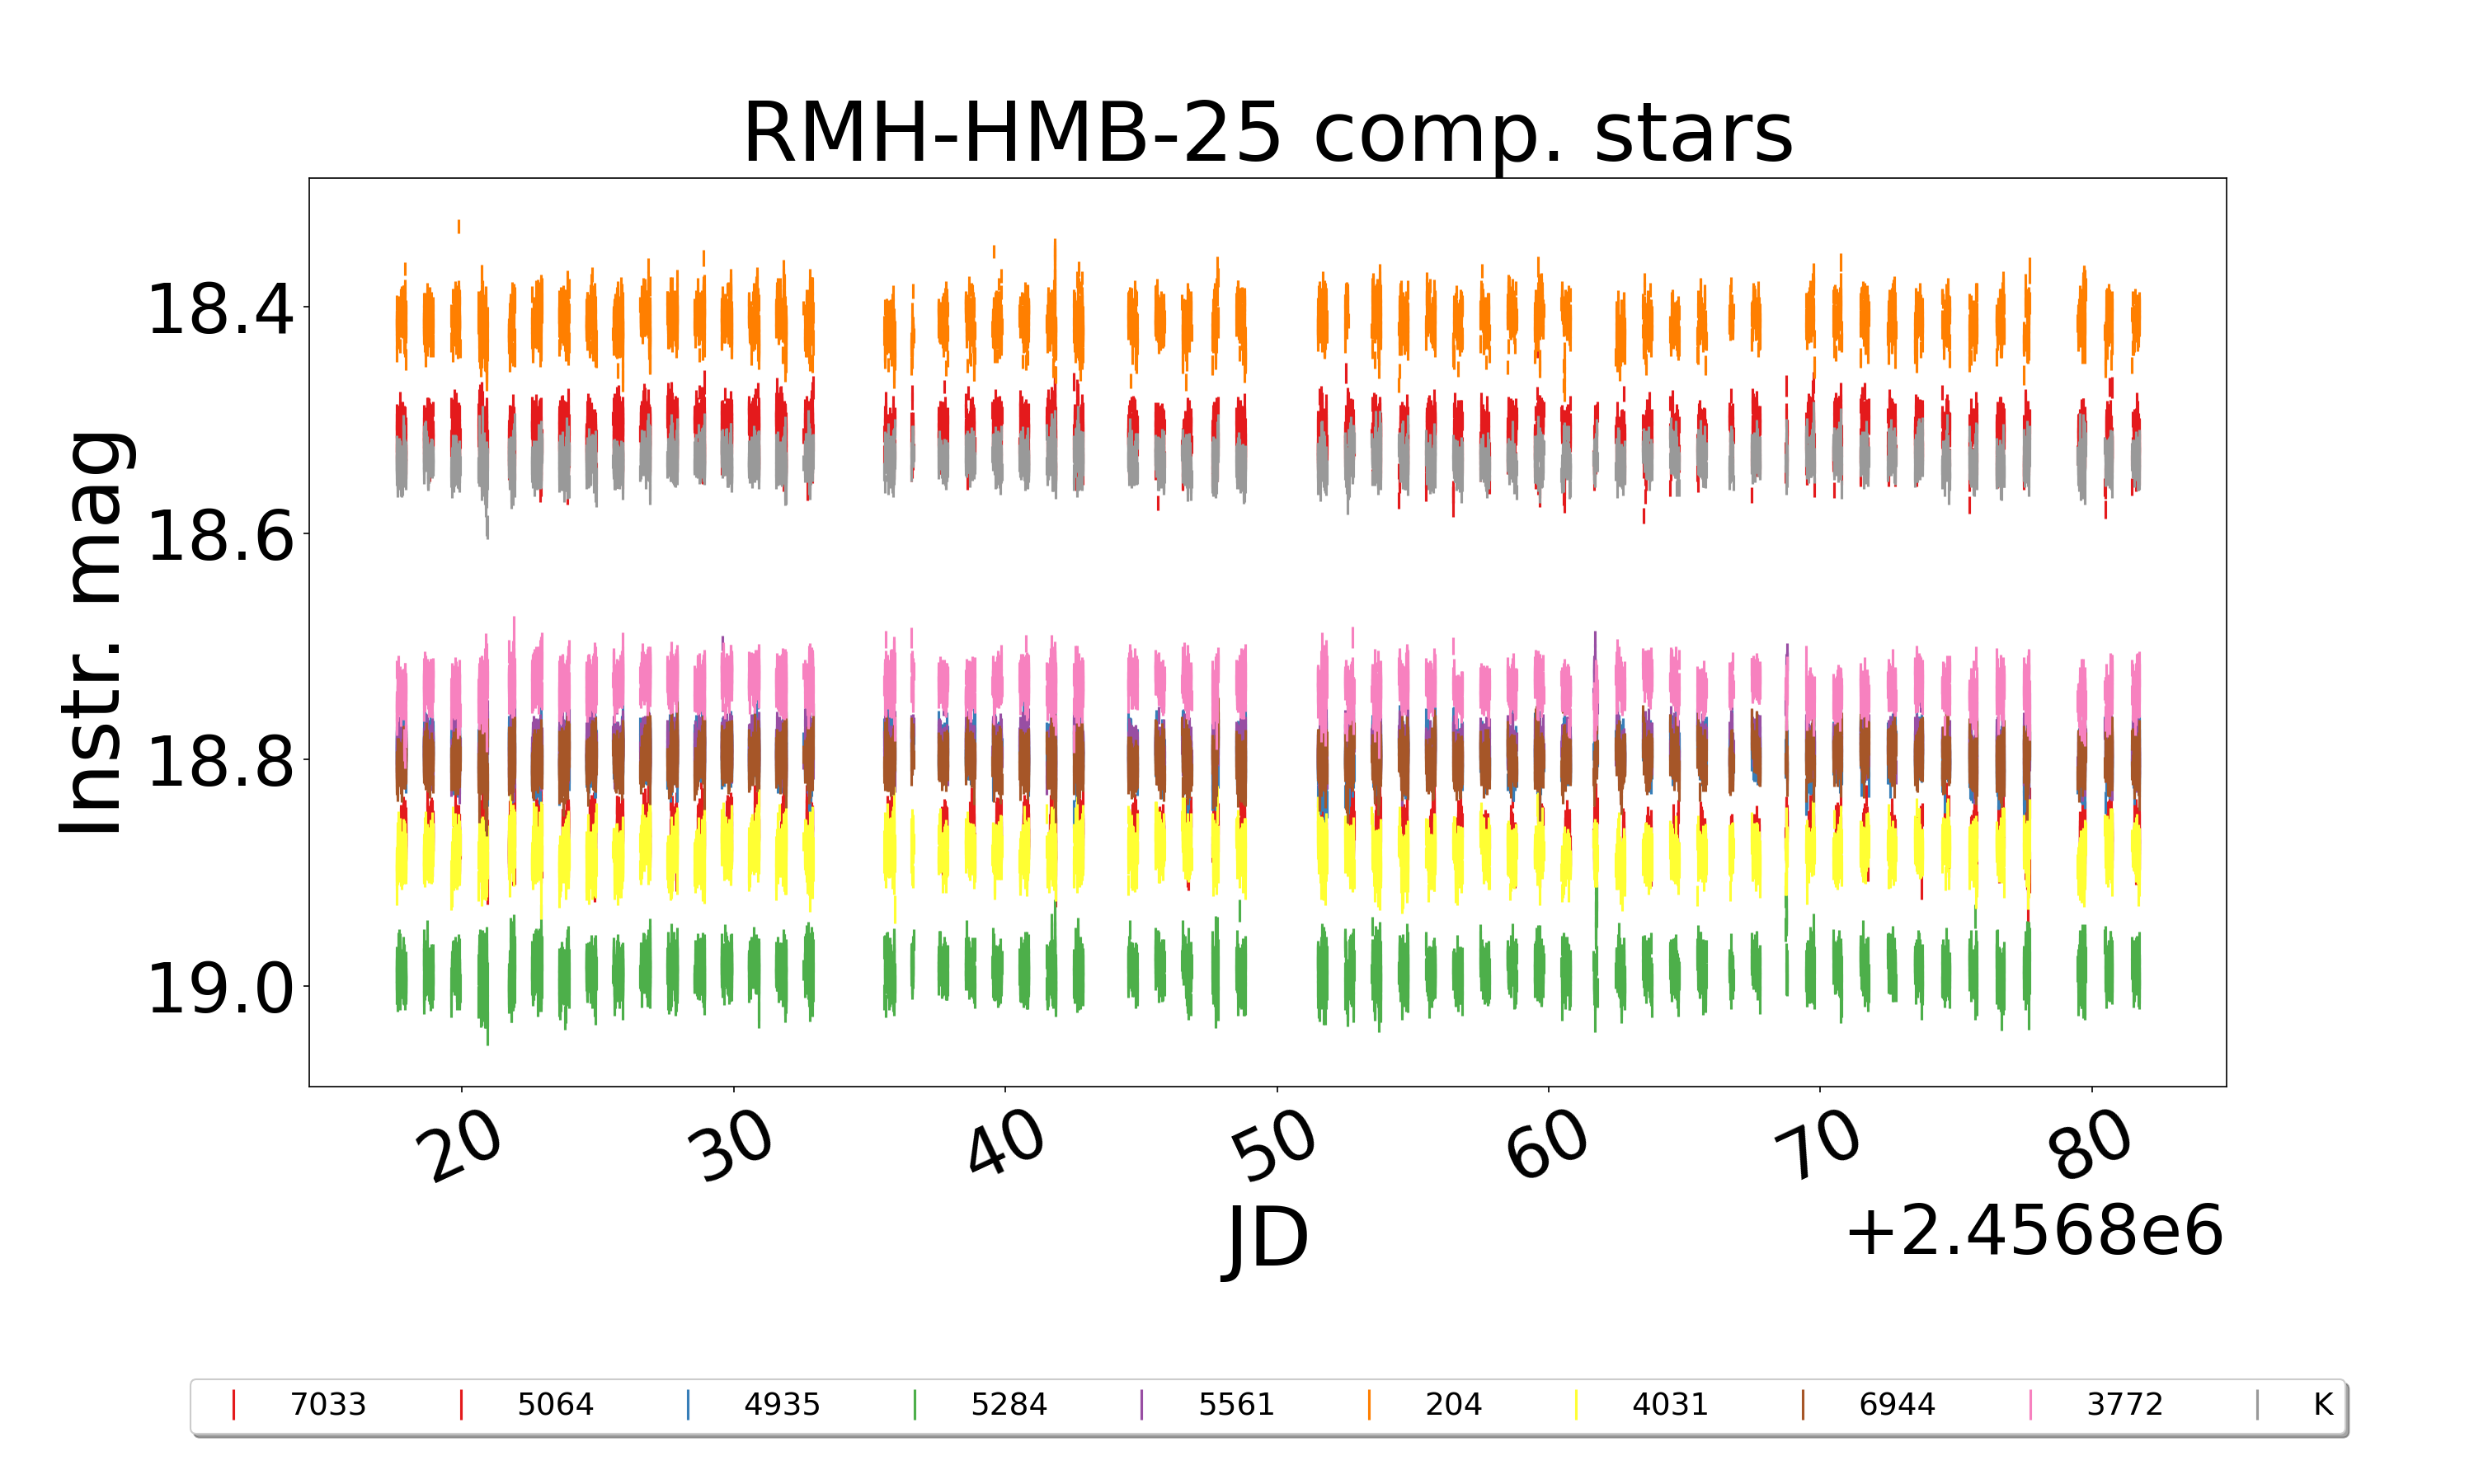 RMH-HMB-25 comp. stars
Instr. mag
18.4
18.6
18.8
19.0
20 30 40 50 60 70 80
JD
+2.4568e6
7033 5064 4935 5284 5561 204 4031 6944 3772 K